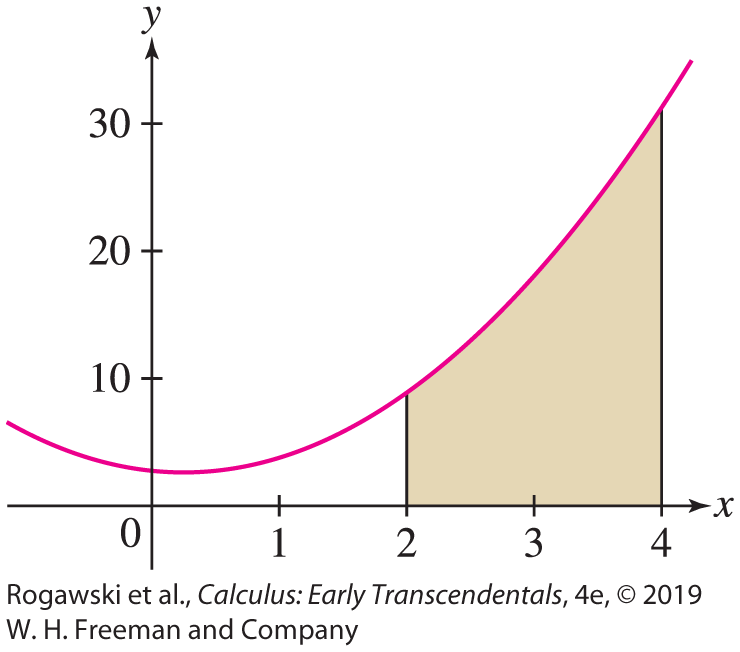 y
30
20
10
0
1 2 3 4 x
Rogawski et al., Calculus: Early Transcendentals, 4e, © 2019
W. H. Freeman and Company